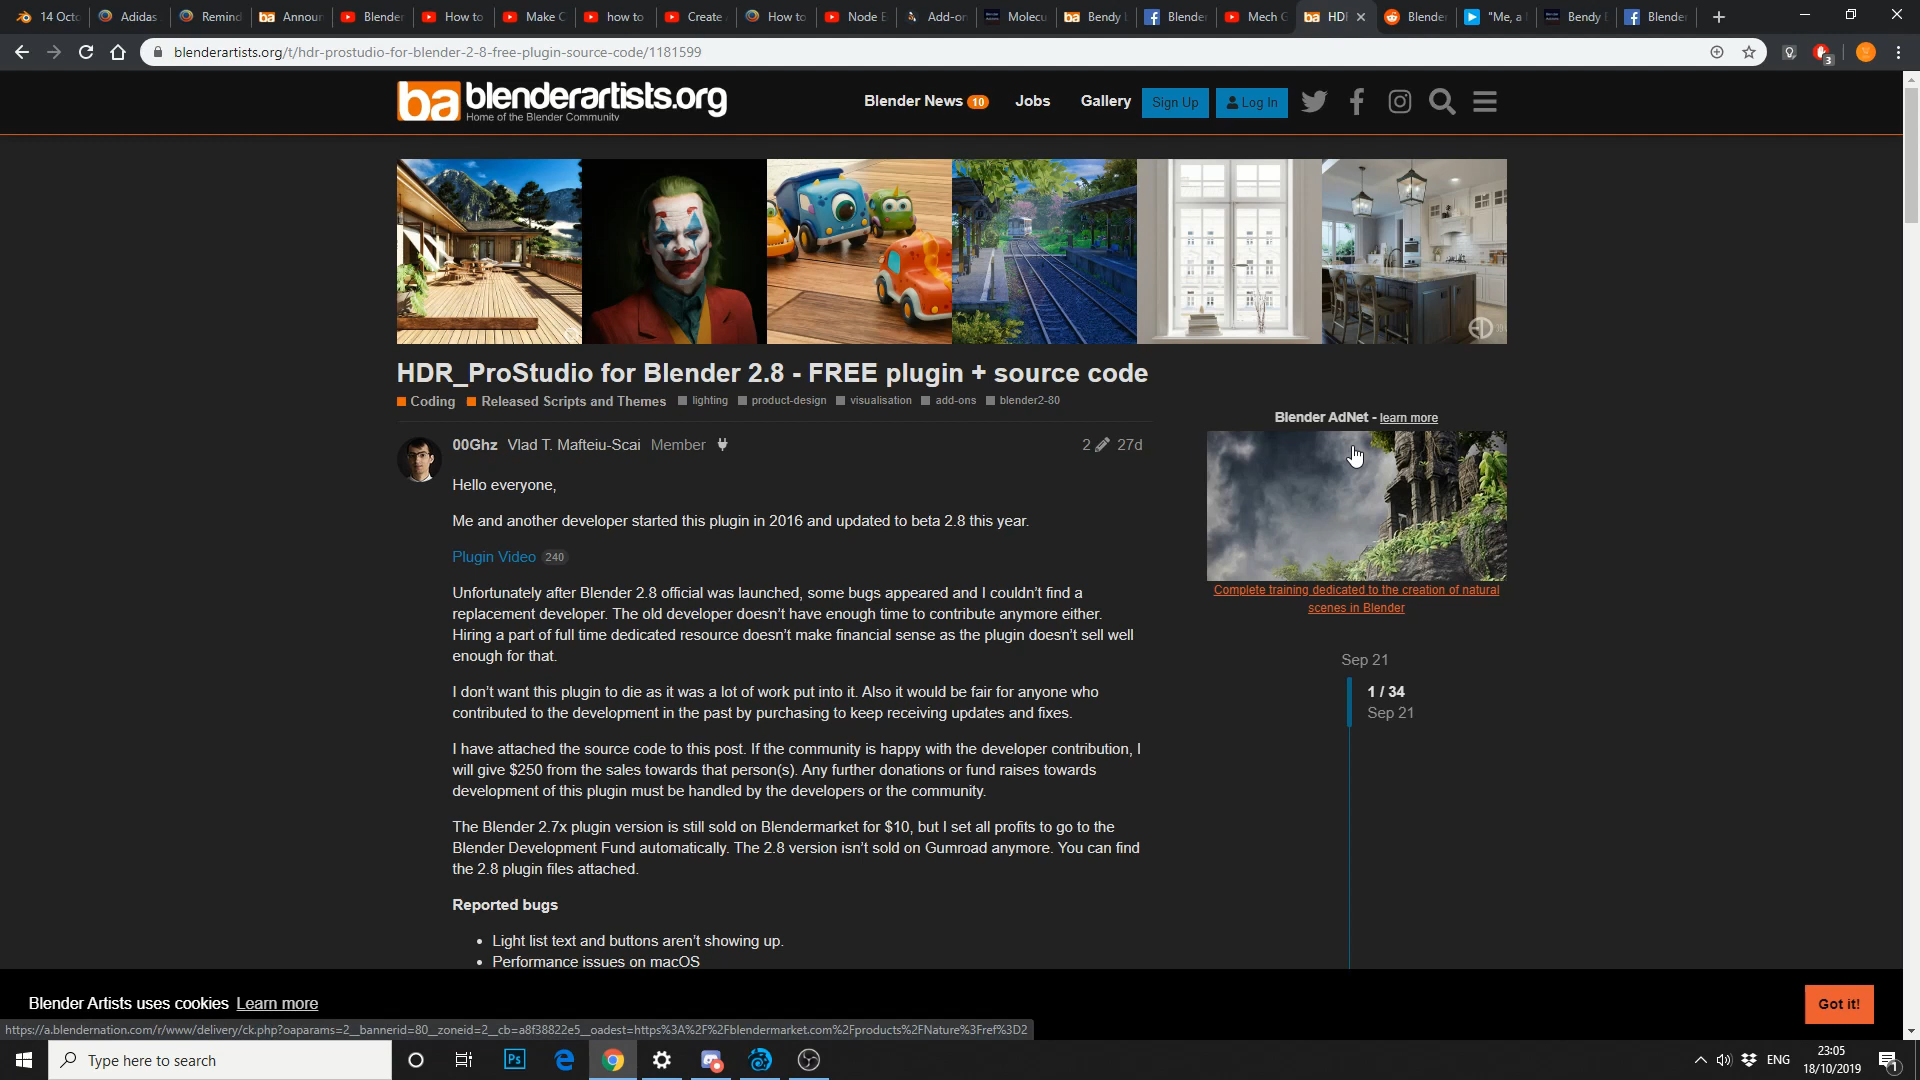 14 Octo
Adidas
Remind
Announ
Blender
How to
Make C
how to
Create
How to
Node E
Add-on
Molecu
Bendy
Blender
Mech G
HDR
Blender
"Me, a
Bendy
Blender
blenderartists.org/t/hdr-prostudio-for-blender-2-8-free-plugin-source-code/1181599
3
ba blenderartists.org
Home of the Blender Community
Blender News 10
Jobs
Gallery
Sign Up
Log In
HDR_ProStudio for Blender 2.8 - FREE plugin + source code
Coding Released Scripts and Themes lighting product-design visualisation add-ons blender2-80
Blender AdNet - learn more
00Ghz Vlad T. Mafteiu-Scai Member 2 27d
Hello everyone,
Me and another developer started this plugin in 2016 and updated to beta 2.8 this year.
Plugin Video 240
Unfortunately after Blender 2.8 official was launched, some bugs appeared and I couldn't find a
replacement developer. The old developer doesn't have enough time to contribute anymore either.
Hiring a part of full time dedicated resource doesn't make financial sense as the plugin doesn't sell well
enough for that.
Complete training dedicated to the creation of natural
scenes in Blender
Sep 21
1 / 34
Sep 21
I don't want this plugin to die as it was a lot of work put into it. Also it would be fair for anyone who
contributed to the development in the past by purchasing to keep receiving updates and fixes.
I have attached the source code to this post. If the community is happy with the developer contribution, I
will give $250 from the sales towards that person(s). Any further donations or fund raises towards
development of this plugin must be handled by the developers or the community.
The Blender 2.7x plugin version is still sold on Blendermarket for $10, but I set all profits to go to the
Blender Development Fund automatically. The 2.8 version isn't sold on Gumroad anymore. You can find
the 2.8 plugin files attached.
Reported bugs
• Light list text and buttons aren't showing up.
• Performance issues on macOS
Blender Artists uses cookies Learn more
Got it!
https://a.blendernation.com/r/www/delivery/ck.php?oaparams=2__bannerid=80__zoneid=2__cb=a8f38822e5__oadest=https%3A%2F%2Fblendermarket.com%2Fproducts%2FNature%3Fref%3D2
Type here to search
Ps
ENG
23:05
18/10/2019
1